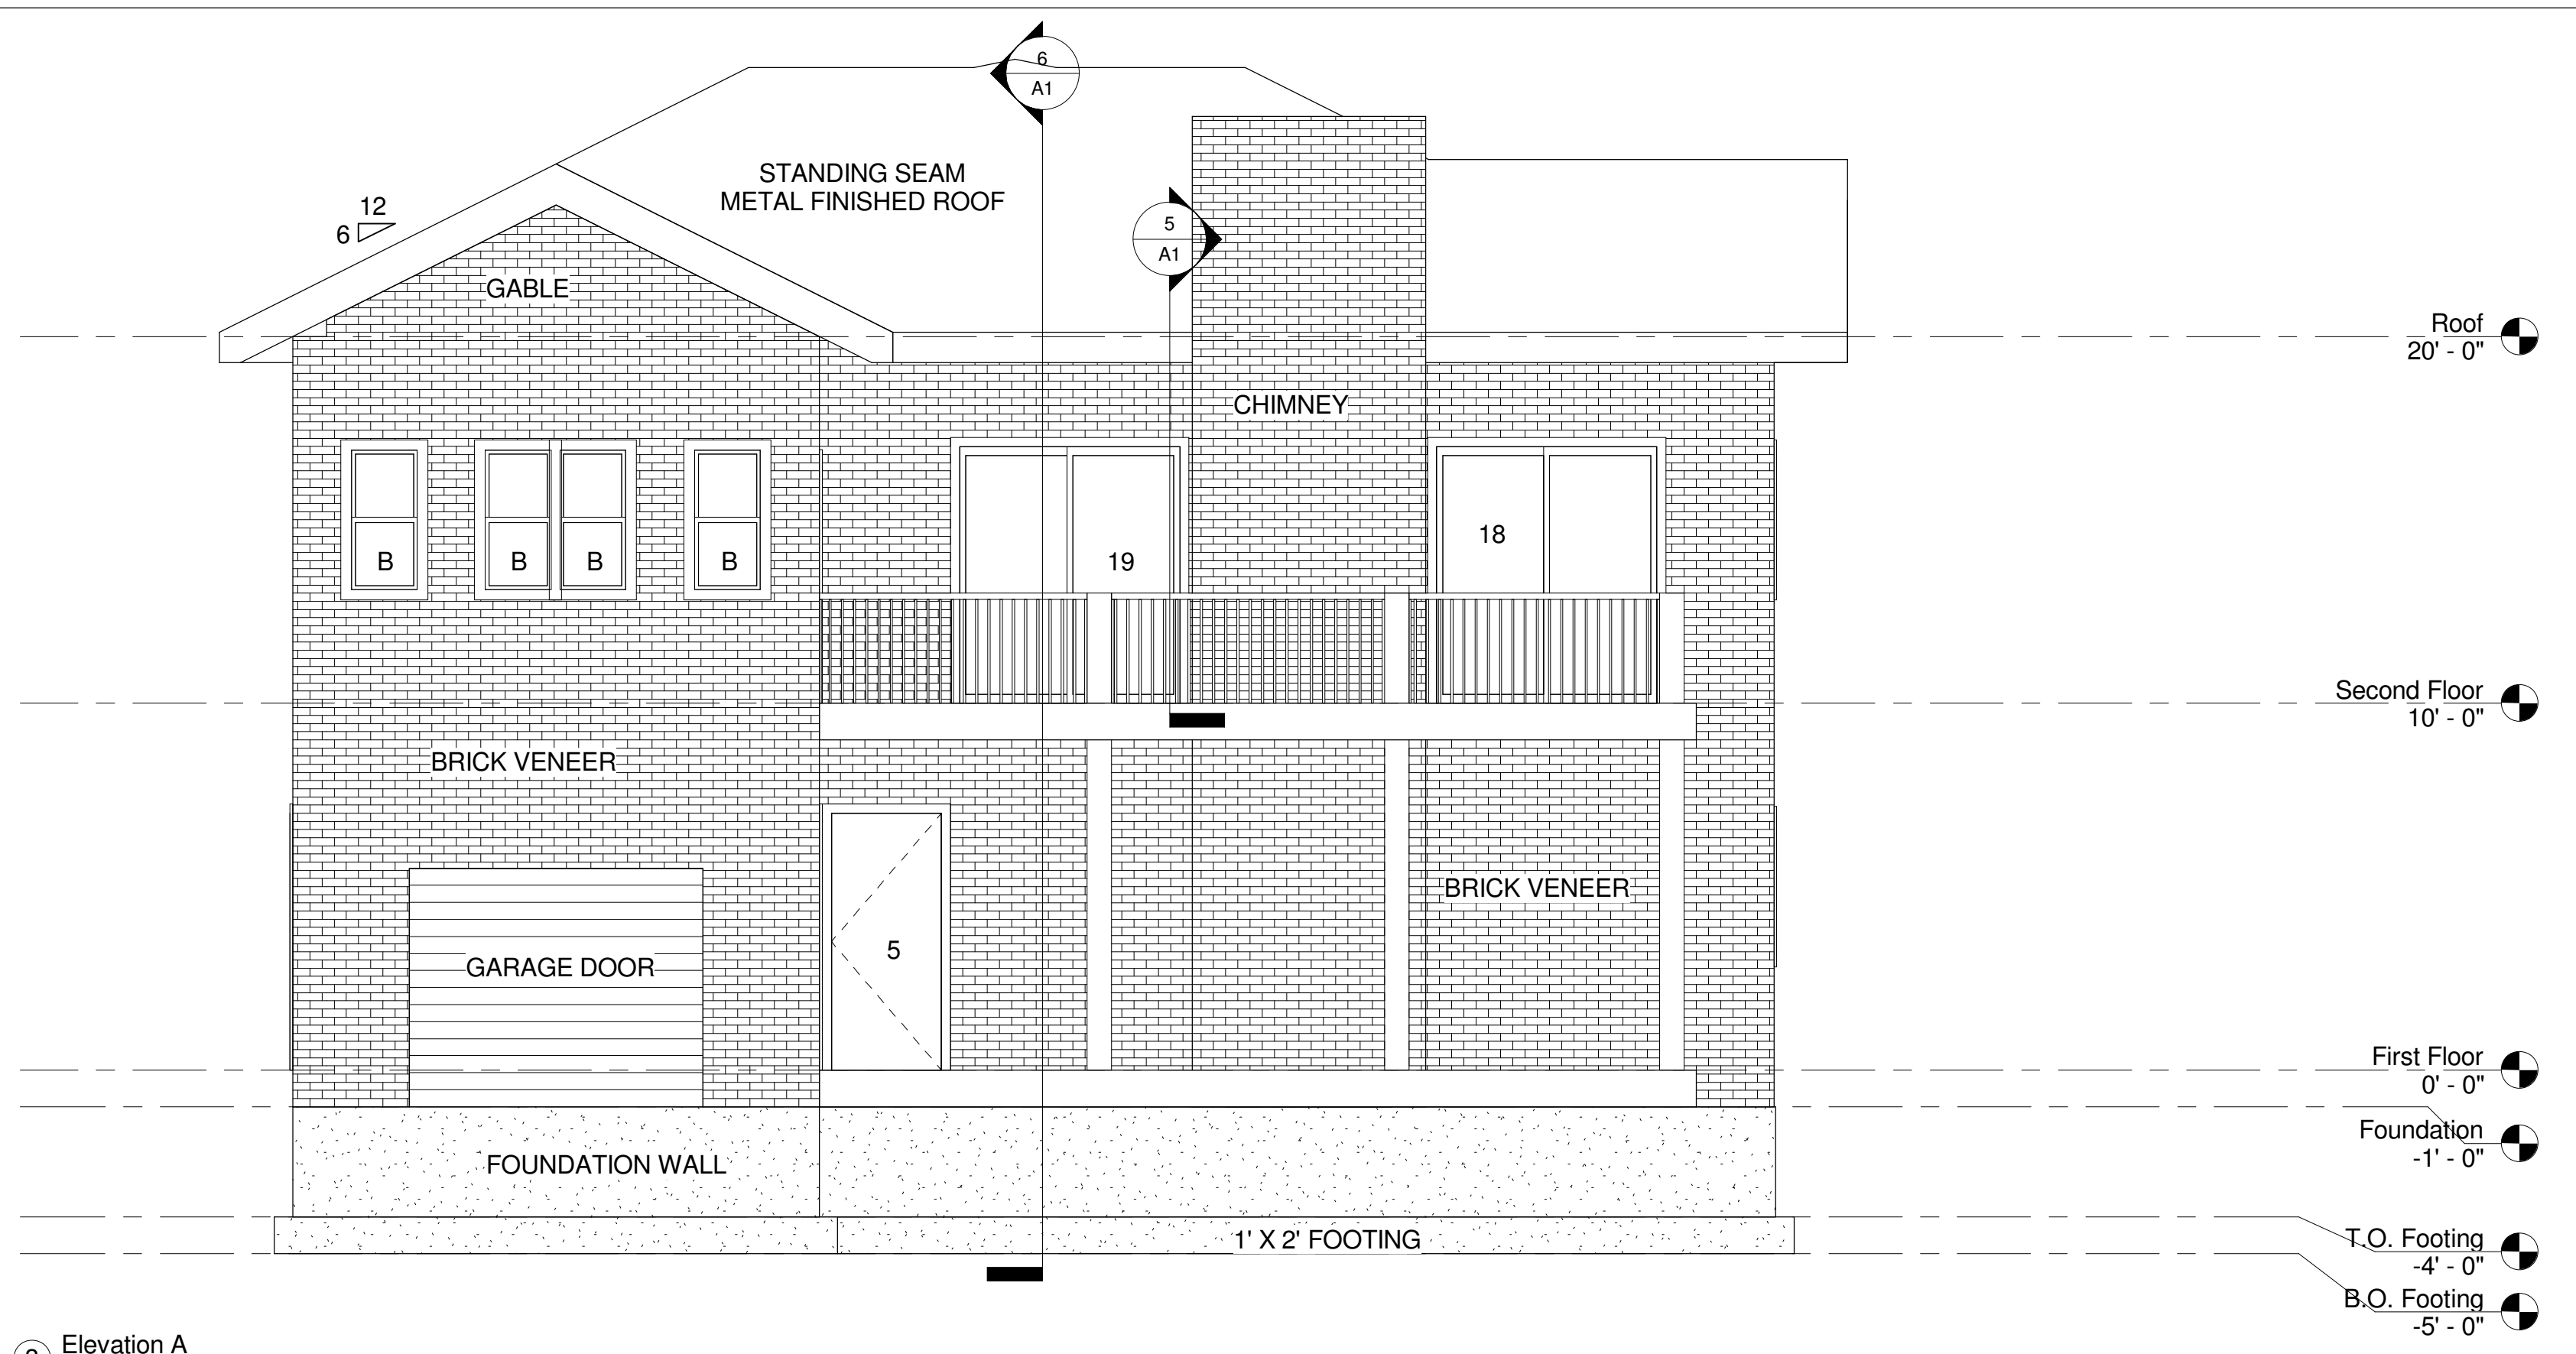 6
A1
STANDING SEAM
METAL FINISHED ROOF
12
6
5
A1
GABLE
Roof
20' - 0"
CHIMNEY
B
B
B
B
19
18
Second Floor
10' - 0"
BRICK VENEER
BRICK VENEER
5
GARAGE DOOR
First Floor
0' - 0"
Foundation
-1' - 0"
FOUNDATION WALL
1' X 2' FOOTING
T.O. Footing
-4' - 0"
B.O. Footing
-5' - 0"
Elevation A